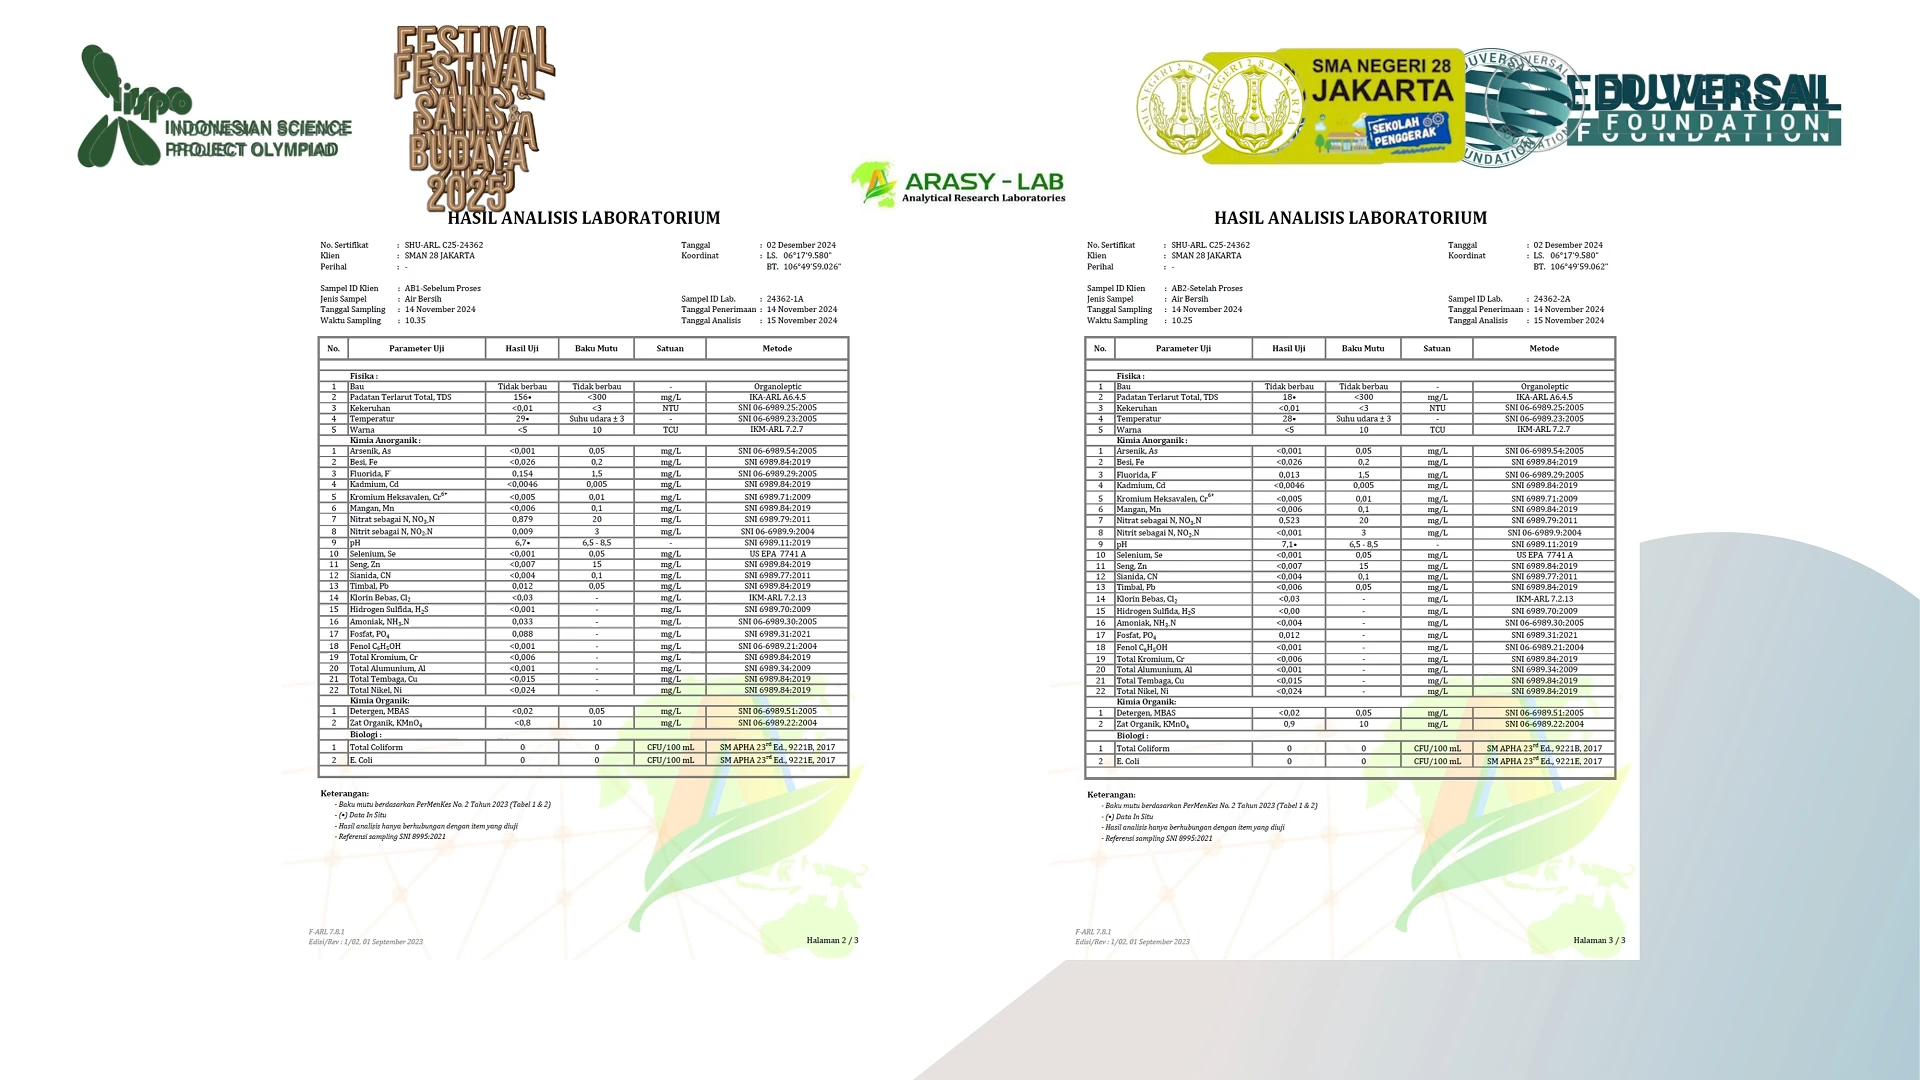 ispo
INDONESIAN SCIENCE
PROJECT OLYMPIAD
FESTIVAL
SAINS&
BUDAYA
2025
SMA NEGERI 28
JAKARTA
SEKOLAH
PENGGERAK
EDUVERSAL
FOUNDATION
ARASY - LAB
Analytical Research Laboratories
HASIL ANALISIS LABORATORIUM
No. Sertifikat : SHU-ARL. C25-24362 Tanggal : 02 Desember 2024
Klien : SMAN 28 JAKARTA Koordinat : LS. 06°17'9.580"
Perihal : - BT. 106°49'59.026"
Sampel ID Klien : AB1-Sebelum Proses
Jenis Sampel : Air Bersih Sampel ID Lab. : 24362-1A
Tanggal Sampling : 14 November 2024 Tanggal Penerimaan : 14 November 2024
Waktu Sampling : 10.35 Tanggal Analisis : 15 November 2024
No. Parameter Uji Hasil Uji Baku Mutu Satuan Metode
Fisika :
1 Bau Tidak berbau Tidak berbau - Organoleptic
2 Padatan Terlarut Total, TDS 156• <300 mg/L IKA-ARL A6.4.5
3 Kekeruhan <0,01 <3 NTU SNI 06-6989.25:2005
4 Temperatur 29• Suhu udara ± 3 - SNI 06-6989.23:2005
5 Warna <5 10 TCU IKM-ARL 7.2.7
Kimia Anorganik :
1 Arsenik, As <0,001 0,05 mg/L SNI 06-6989.54:2005
2 Besi, Fe <0,026 0,2 mg/L SNI 6989.84:2019
3 Fluorida, F⁻ 0,154 1,5 mg/L SNI 06-6989.29:2005
4 Kadmium, Cd <0,0046 0,005 mg/L SNI 6989.84:2019
5 Kromium Heksavalen, Cr⁶⁺ <0,005 0,01 mg/L SNI 6989.71:2009
6 Mangan, Mn <0,006 0,1 mg/L SNI 6989.84:2019
7 Nitrat sebagai N, NO₃.N 0,879 20 mg/L SNI 6989.79:2011
8 Nitrit sebagai N, NO₂.N 0,009 3 mg/L SNI 06-6989.9:2004
9 pH 6,7• 6,5 - 8,5 - SNI 6989.11:2019
10 Selenium, Se <0,001 0,05 mg/L US EPA 7741 A
11 Seng, Zn <0,007 15 mg/L SNI 6989.84:2019
12 Sianida, CN <0,004 0,1 mg/L SNI 6989.77:2011
13 Timbal, Pb 0,012 0,05 mg/L SNI 6989.84:2019
14 Klorin Bebas, Cl₂ <0,03 - mg/L IKM-ARL 7.2.13
15 Hidrogen Sulfida, H₂S <0,001 - mg/L SNI 6989.70:2009
16 Amoniak, NH₃.N 0,033 - mg/L SNI 06-6989.30:2005
17 Fosfat, PO₄ 0,088 - mg/L SNI 6989.31:2021
18 Fenol C₆H₅OH <0,001 - mg/L SNI 06-6989.21:2004
19 Total Kromium, Cr <0,006 - mg/L SNI 6989.84:2019
20 Total Alumunium, Al <0,001 - mg/L SNI 6989.34:2009
21 Total Tembaga, Cu <0,015 - mg/L SNI 6989.84:2019
22 Total Nikel, Ni <0,024 - mg/L SNI 6989.84:2019
Kimia Organik:
1 Detergen, MBAS <0,02 0,05 mg/L SNI 06-6989.51:2005
2 Zat Organik, KMnO₄ <0,8 10 mg/L SNI 06-6989.22:2004
Biologi :
1 Total Coliform 0 0 CFU/100 mL SM APHA 23rd Ed., 9221B, 2017
2 E. Coli 0 0 CFU/100 mL SM APHA 23rd Ed., 9221E, 2017
Keterangan:
- Baku mutu berdasarkan PerMenKes No. 2 Tahun 2023 (Tabel 1 & 2)
- (•) Data In Situ
- Hasil analisis hanya berhubungan dengan item yang diuji
- Referensi sampling SNI 8995:2021
F-ARL 7.8.1
Edisi/Rev : 1/02, 01 September 2023
Halaman 2 / 3
HASIL ANALISIS LABORATORIUM
No. Sertifikat : SHU-ARL. C25-24362 Tanggal : 02 Desember 2024
Klien : SMAN 28 JAKARTA Koordinat : LS. 06°17'9.580"
Perihal : - BT. 106°49'59.062"
Sampel ID Klien : AB2-Setelah Proses
Jenis Sampel : Air Bersih Sampel ID Lab. : 24362-2A
Tanggal Sampling : 14 November 2024 Tanggal Penerimaan : 14 November 2024
Waktu Sampling : 10.25 Tanggal Analisis : 15 November 2024
No. Parameter Uji Hasil Uji Baku Mutu Satuan Metode
Fisika :
1 Bau Tidak berbau Tidak berbau - Organoleptic
2 Padatan Terlarut Total, TDS 18• <300 mg/L IKA-ARL A6.4.5
3 Kekeruhan <0,01 <3 NTU SNI 06-6989.25:2005
4 Temperatur 28• Suhu udara ± 3 - SNI 06-6989.23:2005
5 Warna <5 10 TCU IKM-ARL 7.2.7
Kimia Anorganik :
1 Arsenik, As <0,001 0,05 mg/L SNI 06-6989.54:2005
2 Besi, Fe <0,026 0,2 mg/L SNI 6989.84:2019
3 Fluorida, F⁻ 0,013 1,5 mg/L SNI 06-6989.29:2005
4 Kadmium, Cd <0,0046 0,005 mg/L SNI 6989.84:2019
5 Kromium Heksavalen, Cr⁶⁺ <0,005 0,01 mg/L SNI 6989.71:2009
6 Mangan, Mn <0,006 0,1 mg/L SNI 6989.84:2019
7 Nitrat sebagai N, NO₃.N 0,523 20 mg/L SNI 6989.79:2011
8 Nitrit sebagai N, NO₂.N <0,001 3 mg/L SNI 06-6989.9:2004
9 pH 7,1• 6,5 - 8,5 - SNI 6989.11:2019
10 Selenium, Se <0,001 0,05 mg/L US EPA 7741 A
11 Seng, Zn <0,007 15 mg/L SNI 6989.84:2019
12 Sianida, CN <0,004 0,1 mg/L SNI 6989.77:2011
13 Timbal, Pb <0,006 0,05 mg/L SNI 6989.84:2019
14 Klorin Bebas, Cl₂ <0,03 - mg/L IKM-ARL 7.2.13
15 Hidrogen Sulfida, H₂S <0,00 - mg/L SNI 6989.70:2009
16 Amoniak, NH₃.N <0,004 - mg/L SNI 06-6989.30:2005
17 Fosfat, PO₄ 0,012 - mg/L SNI 6989.31:2021
18 Fenol C₆H₅OH <0,001 - mg/L SNI 06-6989.21:2004
19 Total Kromium, Cr <0,006 - mg/L SNI 6989.84:2019
20 Total Alumunium, Al <0,001 - mg/L SNI 6989.34:2009
21 Total Tembaga, Cu <0,015 - mg/L SNI 6989.84:2019
22 Total Nikel, Ni <0,024 - mg/L SNI 6989.84:2019
Kimia Organik:
1 Detergen, MBAS <0,02 0,05 mg/L SNI 06-6989.51:2005
2 Zat Organik, KMnO₄ 0,9 10 mg/L SNI 06-6989.22:2004
Biologi :
1 Total Coliform 0 0 CFU/100 mL SM APHA 23rd Ed., 9221B, 2017
2 E. Coli 0 0 CFU/100 mL SM APHA 23rd Ed., 9221E, 2017
Keterangan:
- Baku mutu berdasarkan PerMenKes No. 2 Tahun 2023 (Tabel 1 & 2)
- (•) Data In Situ
- Hasil analisis hanya berhubungan dengan item yang diuji
- Referensi sampling SNI 8995:2021
F-ARL 7.8.1
Edisi/Rev : 1/02, 01 September 2023
Halaman 3 / 3